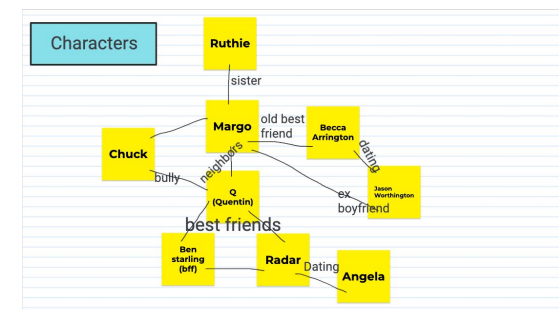 Characters
Ruthie
sister
Margo
old best
friend
Becca
Arrington
Chuck
neighbors
dating
bully
Q
(Quentin)
ex
boyfriend
Jason
Worthington
best friends
Ben
starling
(bff)
Radar
Dating
Angela